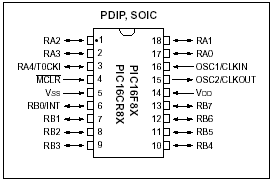 PDIP, SOIC
RA2 1 18 RA1
RA3 2 17 RA0
RA4/T0CKI 3 16 OSC1/CLKIN
MCLR 4 15 OSC2/CLKOUT
VSS 5 14 VDD
RB0/INT 6 13 RB7
RB1 7 12 RB6
RB2 8 11 RB5
RB3 9 10 RB4
PIC16F8X
PIC16CR8X